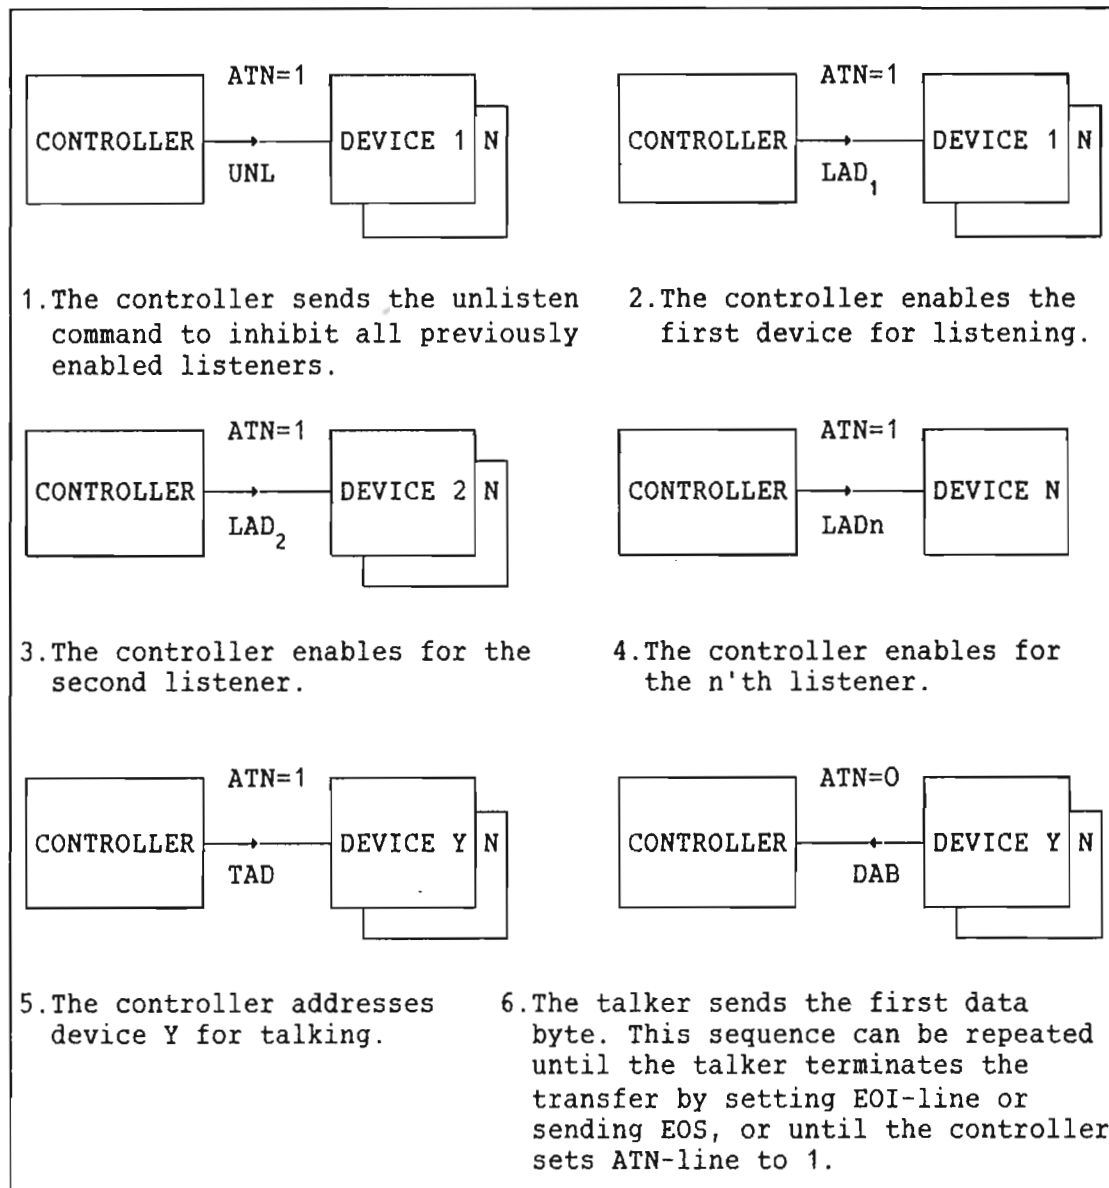 ATN=1
CONTROLLER
DEVICE 1
N
UNL
1.The controller sends the unlisten
command to inhibit all previously
enabled listeners.
ATN=1
CONTROLLER
DEVICE 1
N
LAD1
2.The controller enables the
first device for listening.
ATN=1
CONTROLLER
DEVICE 2
N
LAD2
3.The controller enables for the
second listener.
ATN=1
CONTROLLER
DEVICE N
LADn
4.The controller enables for
the n'th listener.
ATN=1
CONTROLLER
DEVICE Y
N
TAD
5.The controller addresses
device Y for talking.
ATN=0
CONTROLLER
DEVICE Y
N
DAB
6.The talker sends the first data
byte. This sequence can be repeated
until the talker terminates the
transfer by setting EOI-line or
sending EOS, or until the controller
sets ATN-line to 1.